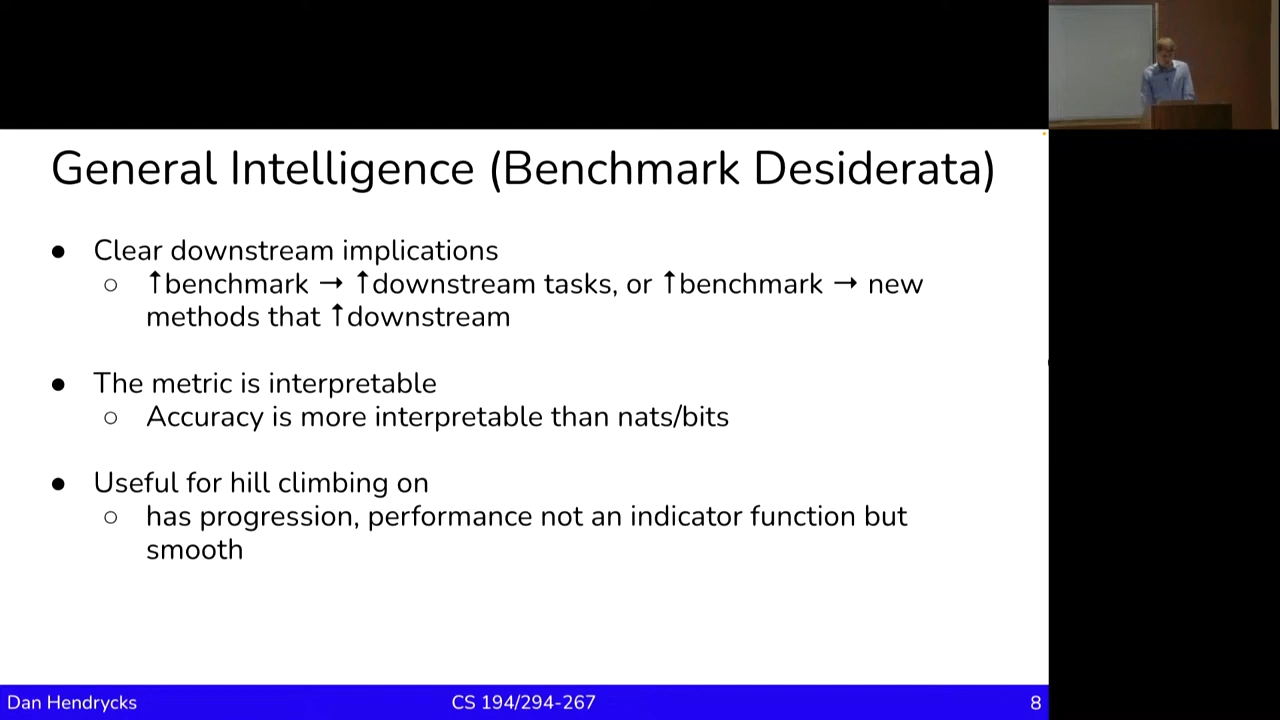 General Intelligence (Benchmark Desiderata)
● Clear downstream implications
○ ↑benchmark → ↑downstream tasks, or ↑benchmark → new
methods that ↑downstream
● The metric is interpretable
○ Accuracy is more interpretable than nats/bits
● Useful for hill climbing on
○ has progression, performance not an indicator function but
smooth
Dan Hendrycks
CS 194/294-267
8